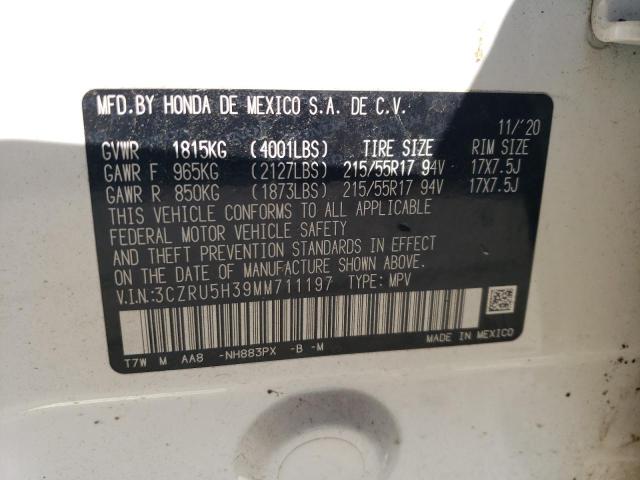 MFD.BY HONDA DE MEXICO S.A. DE C.V.
11/'20
GVWR 1815KG (4001LBS) TIRE SIZE RIM SIZE
GAWR F 965KG (2127LBS) 215/55R17 94V 17X7.5J
GAWR R 850KG (1873LBS) 215/55R17 94V 17X7.5J
THIS VEHICLE CONFORMS TO ALL APPLICABLE
FEDERAL MOTOR VEHICLE SAFETY
AND THEFT PREVENTION STANDARDS IN EFFECT
ON THE DATE OF MANUFACTURE SHOWN ABOVE.
V.I.N:3CZRU5H39MM711197 TYPE: MPV
T7W M AA8 -NH883PX -B -M
MADE IN MEXICO